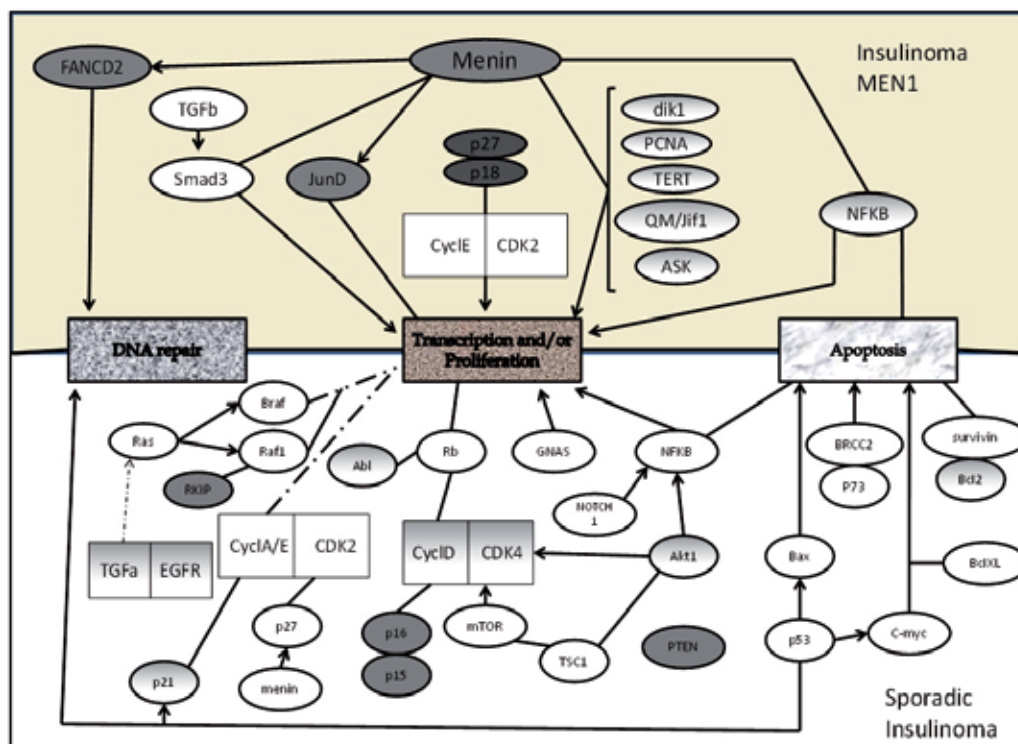 Insulinoma
MEN1
Menin
FANCD2
TGFb
Smad3
JunD
p27
p18
CyclE
CDK2
dik1
PCNA
TERT
QM/Jif1
ASK
NFKB
DNA repair
Transcription and/or
Proliferation
Apoptosis
Braf
Ras
Raf1
RKIP
TGFa
EGFR
CyclA/E
CDK2
p27
menin
p21
Abl
Rb
CyclD
CDK4
p16
p15
mTOR
TSC1
GNAS
NFKB
NOTCH
1
Akt1
PTEN
BRCC2
P73
survivin
Bcl2
Bax
BclXL
p53
C-myc
Sporadic
Insulinoma